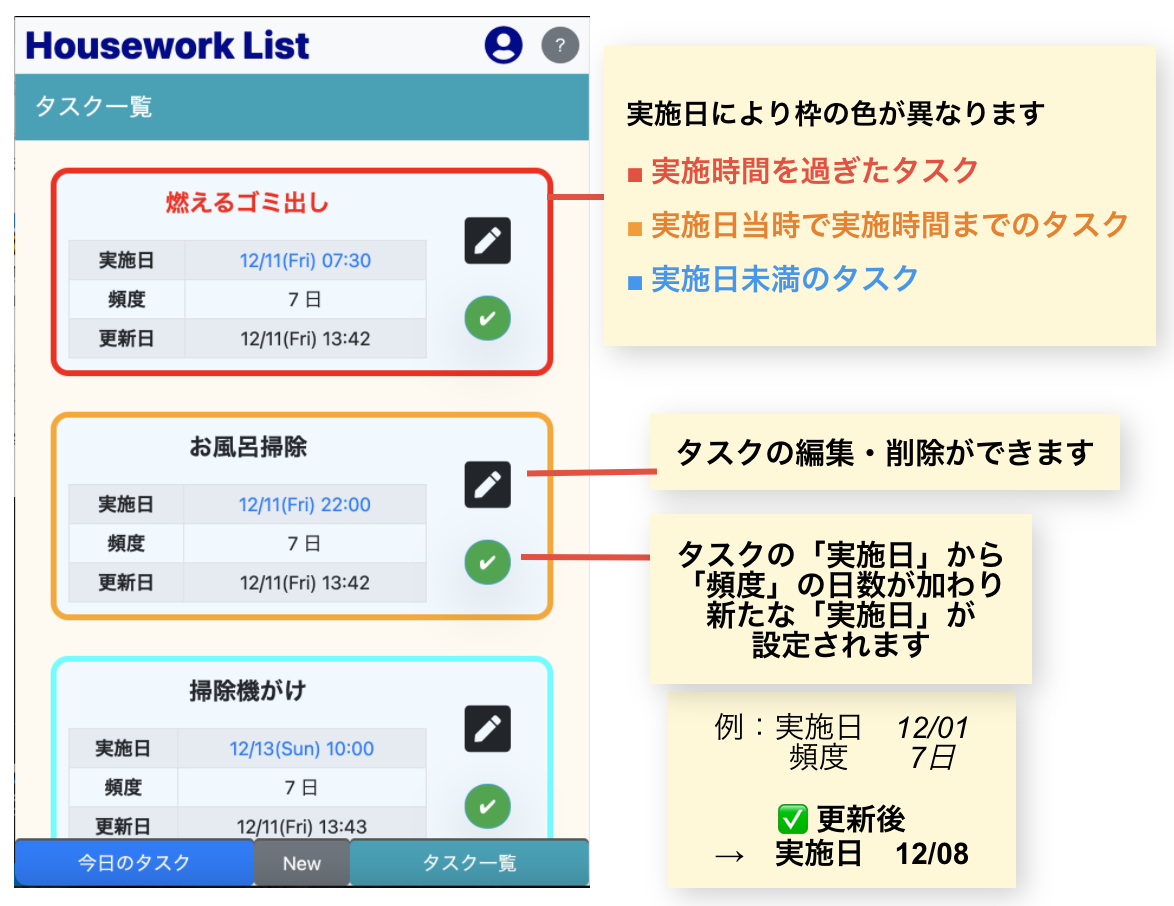 Housework List
?
タスク一覧
燃えるゴミ出し
実施日 12/11(Fri) 07:30
頻度 7 日
更新日 12/11(Fri) 13:42
お風呂掃除
実施日 12/11(Fri) 22:00
頻度 7 日
更新日 12/11(Fri) 13:42
掃除機がけ
実施日 12/13(Sun) 10:00
頻度 7 日
更新日 12/11(Fri) 13:43
今日のタスク New タスク一覧
実施日により枠の色が異なります
■ 実施時間を過ぎたタスク
■ 実施日当時で実施時間までのタスク
■ 実施日未満のタスク
タスクの編集・削除ができます
タスクの「実施日」から
「頻度」の日数が加わり
新たな「実施日」が
設定されます
例：実施日 12/01
頻度 7日
✅ 更新後
→ 実施日 12/08